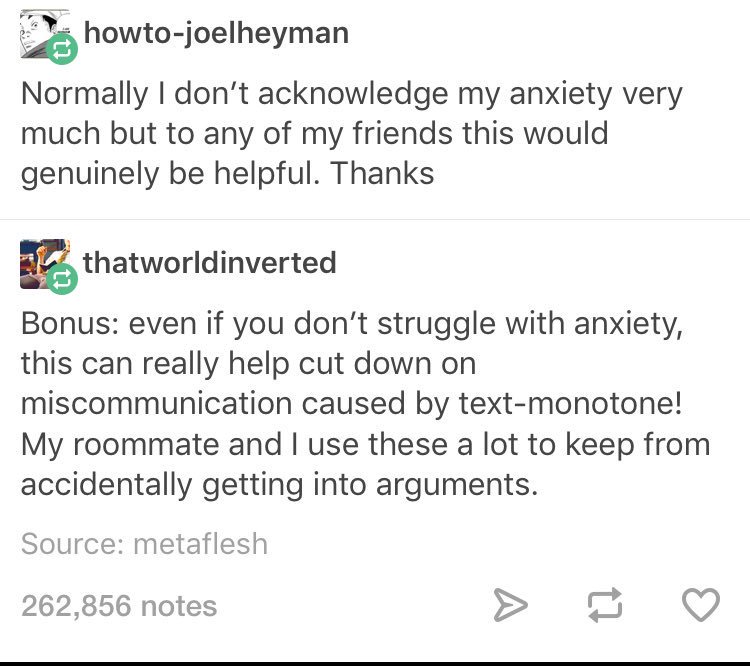 howto-joelheyman
Normally I don’t acknowledge my anxiety very
much but to any of my friends this would
genuinely be helpful. Thanks
thatworldinverted
Bonus: even if you don’t struggle with anxiety,
this can really help cut down on
miscommunication caused by text-monotone!
My roommate and I use these a lot to keep from
accidentally getting into arguments.
Source: metaflesh
262,856 notes